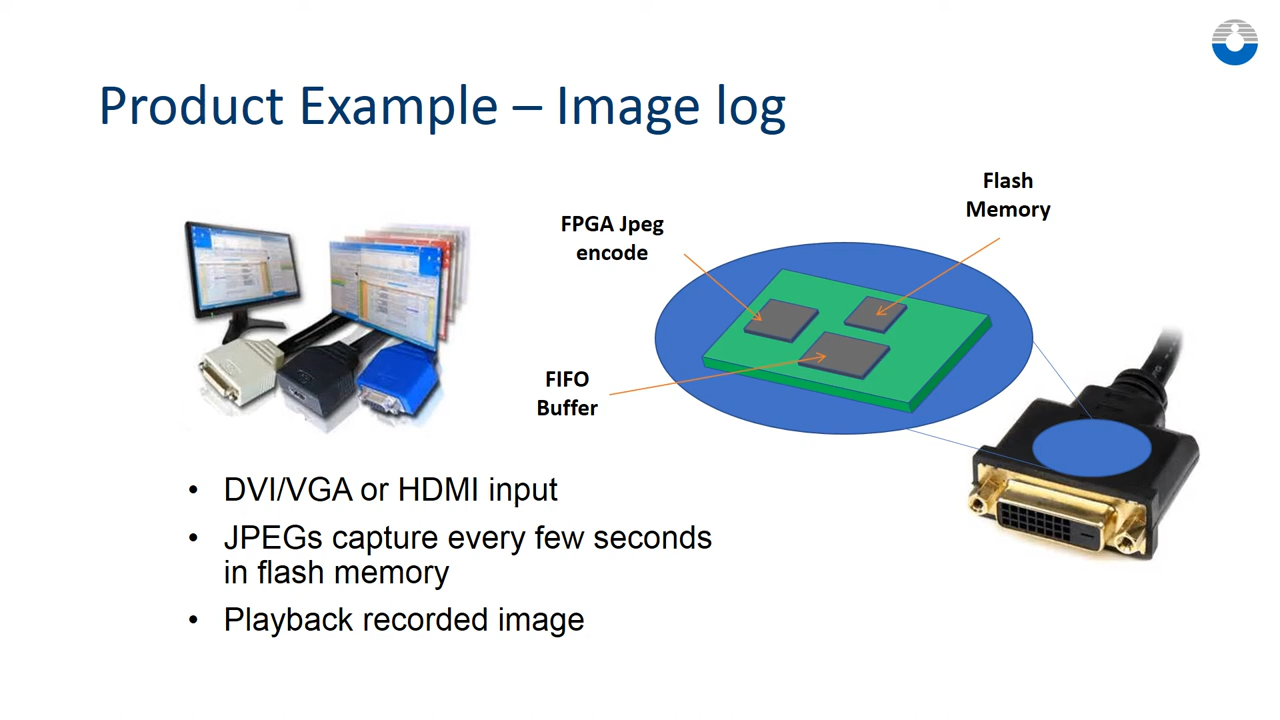 Product Example – Image log
FPGA Jpeg
encode
Flash
Memory
FIFO
Buffer
• DVI/VGA or HDMI input
• JPEGs capture every few seconds
in flash memory
• Playback recorded image